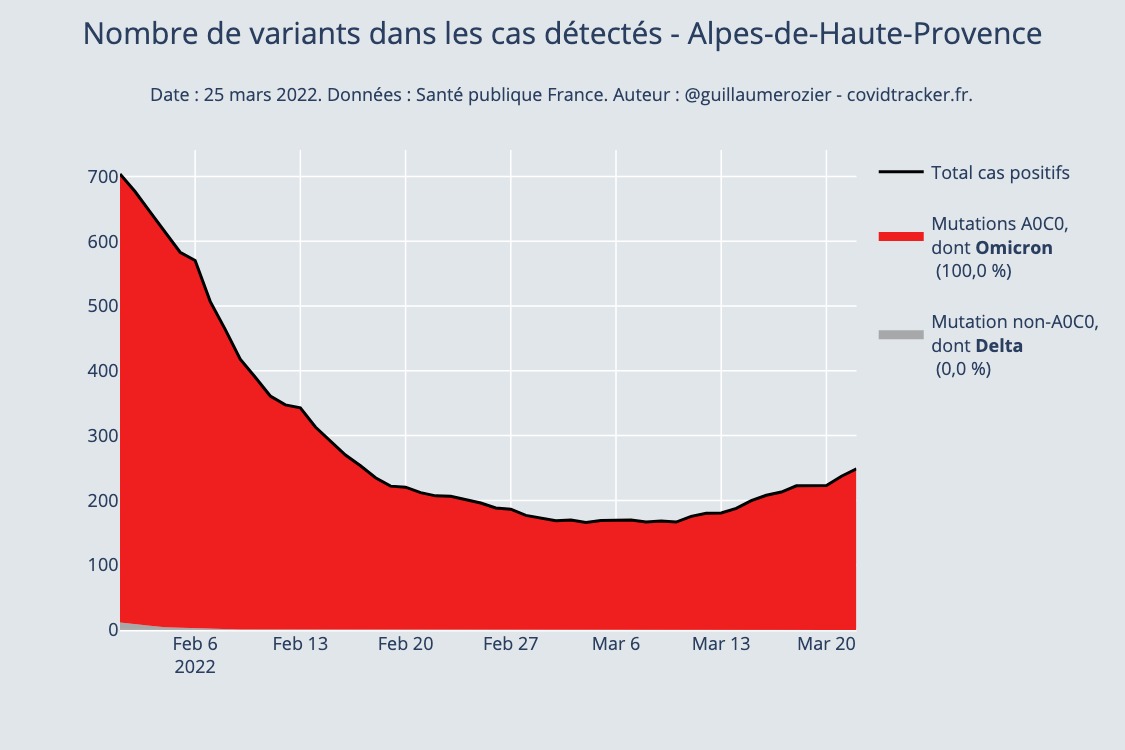 Nombre de variants dans les cas détectés - Alpes-de-Haute-Provence
Date : 25 mars 2022. Données : Santé publique France. Auteur : @guillaumerozier - covidtracker.fr.
700
600
500
400
300
200
100
0
Feb 6
2022
Feb 13
Feb 20
Feb 27
Mar 6
Mar 13
Mar 20
Total cas positifs
Mutations A0C0,
dont Omicron
(100,0 %)
Mutation non-A0C0,
dont Delta
(0,0 %)